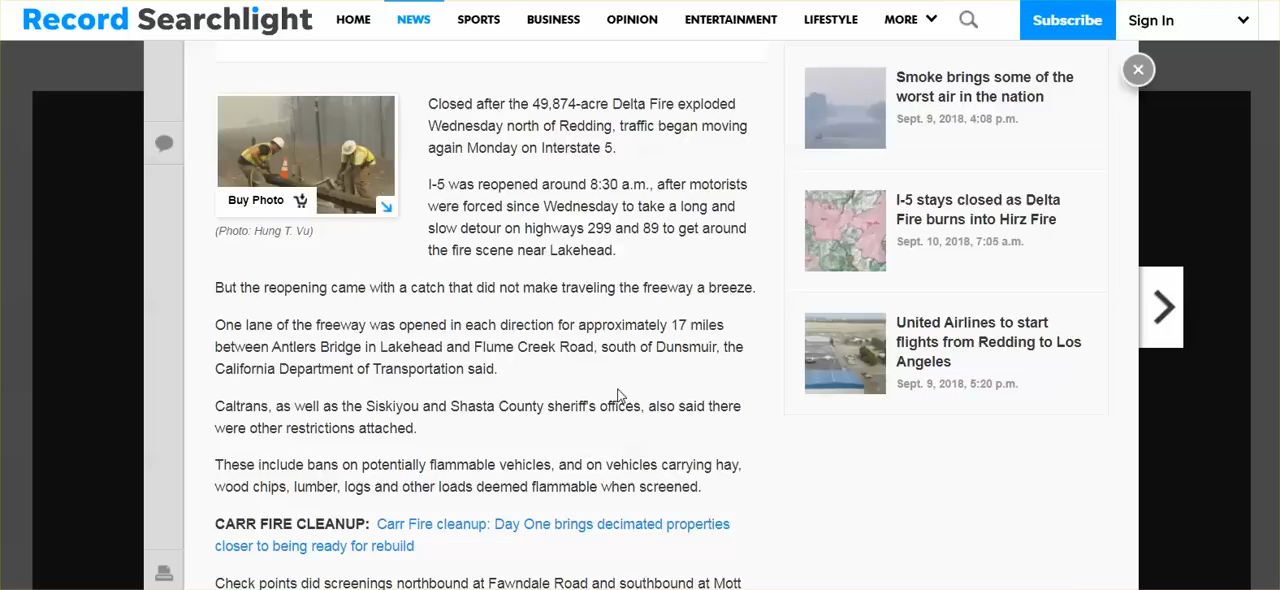 Record Searchlight
HOME
NEWS
SPORTS
BUSINESS
OPINION
ENTERTAINMENT
LIFESTYLE
MORE
Subscribe
Sign In
Buy Photo
(Photo: Hung T. Vu)
Closed after the 49,874-acre Delta Fire exploded
Wednesday north of Redding, traffic began moving
again Monday on Interstate 5.
I-5 was reopened around 8:30 a.m., after motorists
were forced since Wednesday to take a long and
slow detour on highways 299 and 89 to get around
the fire scene near Lakehead.
But the reopening came with a catch that did not make traveling the freeway a breeze.
One lane of the freeway was opened in each direction for approximately 17 miles
between Antlers Bridge in Lakehead and Flume Creek Road, south of Dunsmuir, the
California Department of Transportation said.
Caltrans, as well as the Siskiyou and Shasta County sheriff's offices, also said there
were other restrictions attached.
These include bans on potentially flammable vehicles, and on vehicles carrying hay,
wood chips, lumber, logs and other loads deemed flammable when screened.
CARR FIRE CLEANUP: Carr Fire cleanup: Day One brings decimated properties
closer to being ready for rebuild
Check points did screenings northbound at Fawndale Road and southbound at Mott
Smoke brings some of the
worst air in the nation
Sept. 9, 2018, 4:08 p.m.
I-5 stays closed as Delta
Fire burns into Hirz Fire
Sept. 10, 2018, 7:05 a.m.
United Airlines to start
flights from Redding to Los
Angeles
Sept. 9, 2018, 5:20 p.m.